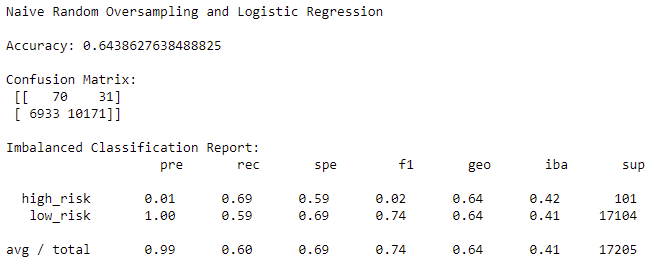 Naive Random Oversampling and Logistic Regression
Accuracy: 0.6438627638488825
Confusion Matrix:
[[   70    31]
[ 6933 10171]]
Imbalanced Classification Report:
pre       rec       spe        f1       geo       iba       sup
high_risk       0.01      0.69      0.59      0.02      0.64      0.42       101
low_risk       1.00      0.59      0.69      0.74      0.64      0.41     17104
avg / total       0.99      0.60      0.69      0.74      0.64      0.41     17205